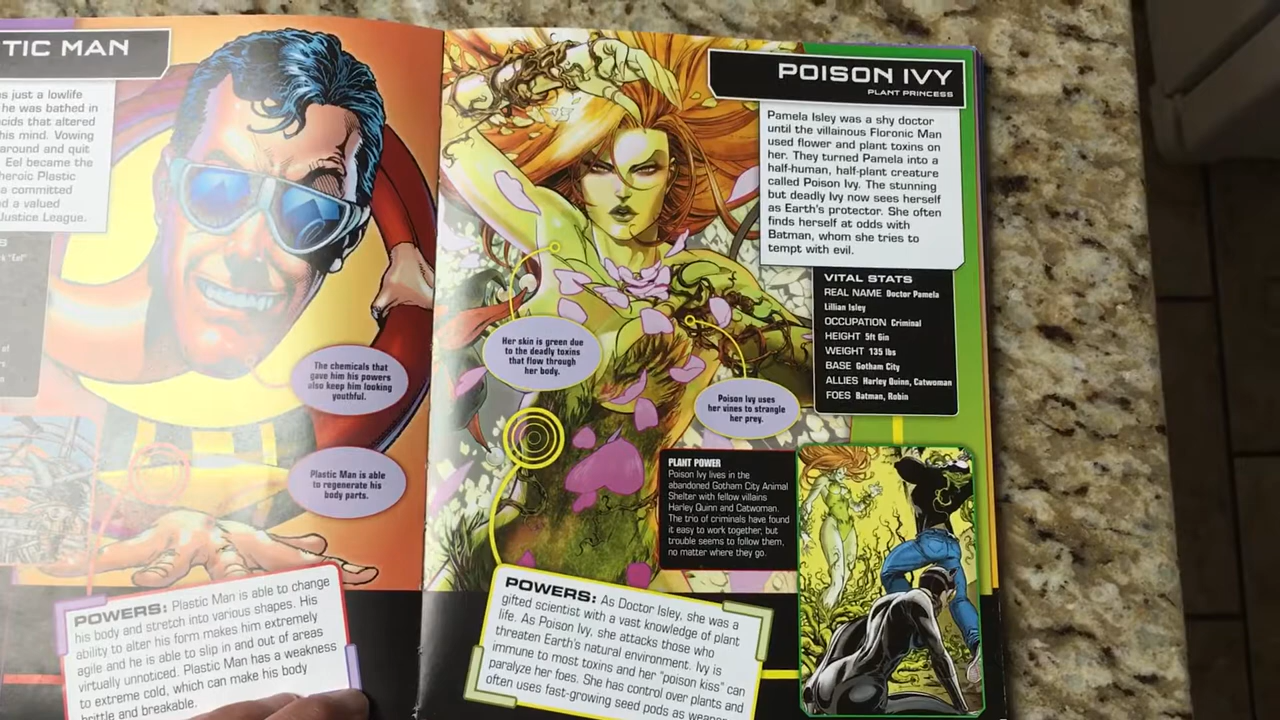 TIC MAN
s just a lowlife
he was bathed in
cids that altered
his mind. Vowing
around and quit
Eel became the
heroic Plastic
a committed
d a valued
Justice League.
"Eel"
The chemicals that
gave him his powers
also keep him looking
youthful.
Plastic Man is able
to regenerate his
body parts.
POWERS: Plastic Man is able to change
his body and stretch into various shapes. His
ability to alter his form makes him extremely
agile and he is able to slip in and out of areas
virtually unnoticed. Plastic Man has a weakness
to extreme cold, which can make his body
brittle and breakable.
POISON IVY
PLANT PRINCESS
Pamela Isley was a shy doctor
until the villainous Floronic Man
used flower and plant toxins on
her. They turned Pamela into a
half-human, half-plant creature
called Poison Ivy. The stunning
but deadly Ivy now sees herself
as Earth's protector. She often
finds herself at odds with
Batman, whom she tries to
tempt with evil.
VITAL STATS
REAL NAME Doctor Pamela
Lillian Isley
OCCUPATION Criminal
HEIGHT 5ft 6in
WEIGHT 135 lbs
BASE Gotham City
ALLIES Harley Quinn, Catwoman
FOES Batman, Robin
Her skin is green due
to the deadly toxins
that flow through
her body.
Poison Ivy uses
her vines to strangle
her prey.
PLANT POWER
Poison Ivy lives in the
abandoned Gotham City Animal
Shelter with fellow villains
Harley Quinn and Catwoman.
The trio of criminals have found
it easy to work together, but
trouble seems to follow them,
no matter where they go.
POWERS: As Doctor Isley, she was a
gifted scientist with a vast knowledge of plant
life. As Poison Ivy, she attacks those who
threaten Earth's natural environment. Ivy is
immune to most toxins and her "poison kiss" can
paralyze her foes. She has control over plants and
often uses fast-growing seed pods as weapo